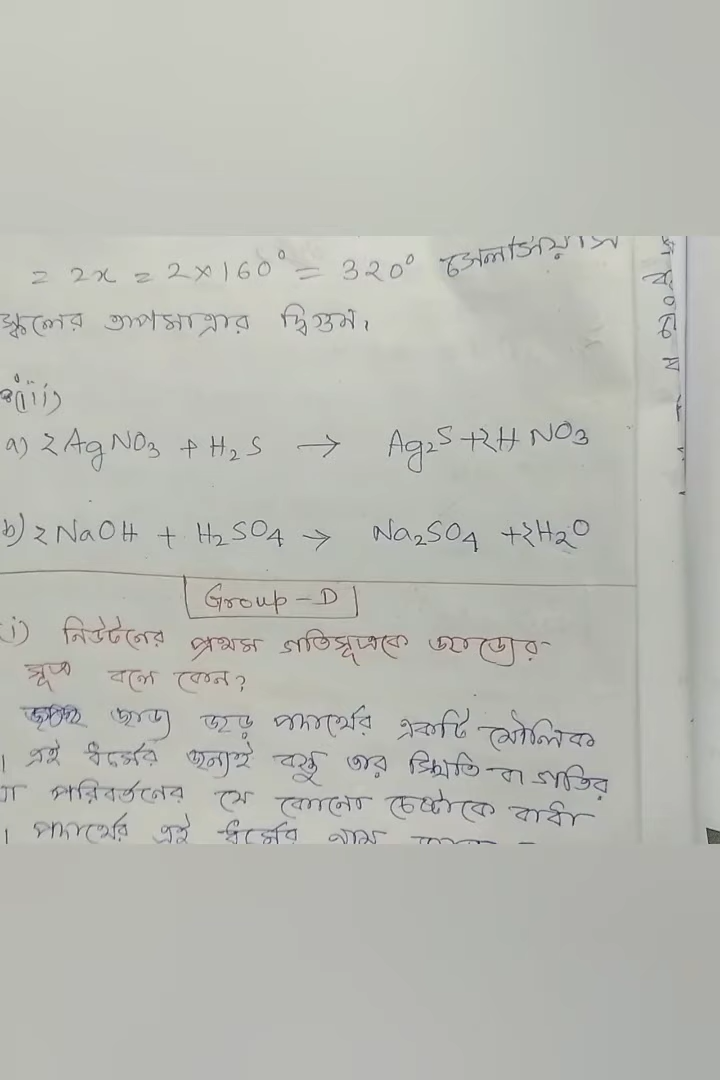 = 2x = 2×160° = 320° সেলসিয়াস
স্কেলের তাপমাত্রার দ্বিগুন।
(iii)
a) 2AgNO3 + H2S → Ag2S + 2HNO3
b) 2NaOH + H2SO4 → Na2SO4 + 2H2O
Group-D
i) নিউটনের প্রথম গতিসূত্রকে জাড্যের
সূত্র বলে কেন?
জাড্য জড় পদার্থের একটি মৌলিক
এই ধর্মের জন্যই বস্তু তার স্থিতি বা গতির
পরিবর্তনের যে কোনো চেষ্টাকে বাধা
পদার্থের এই ধর্মের নাম